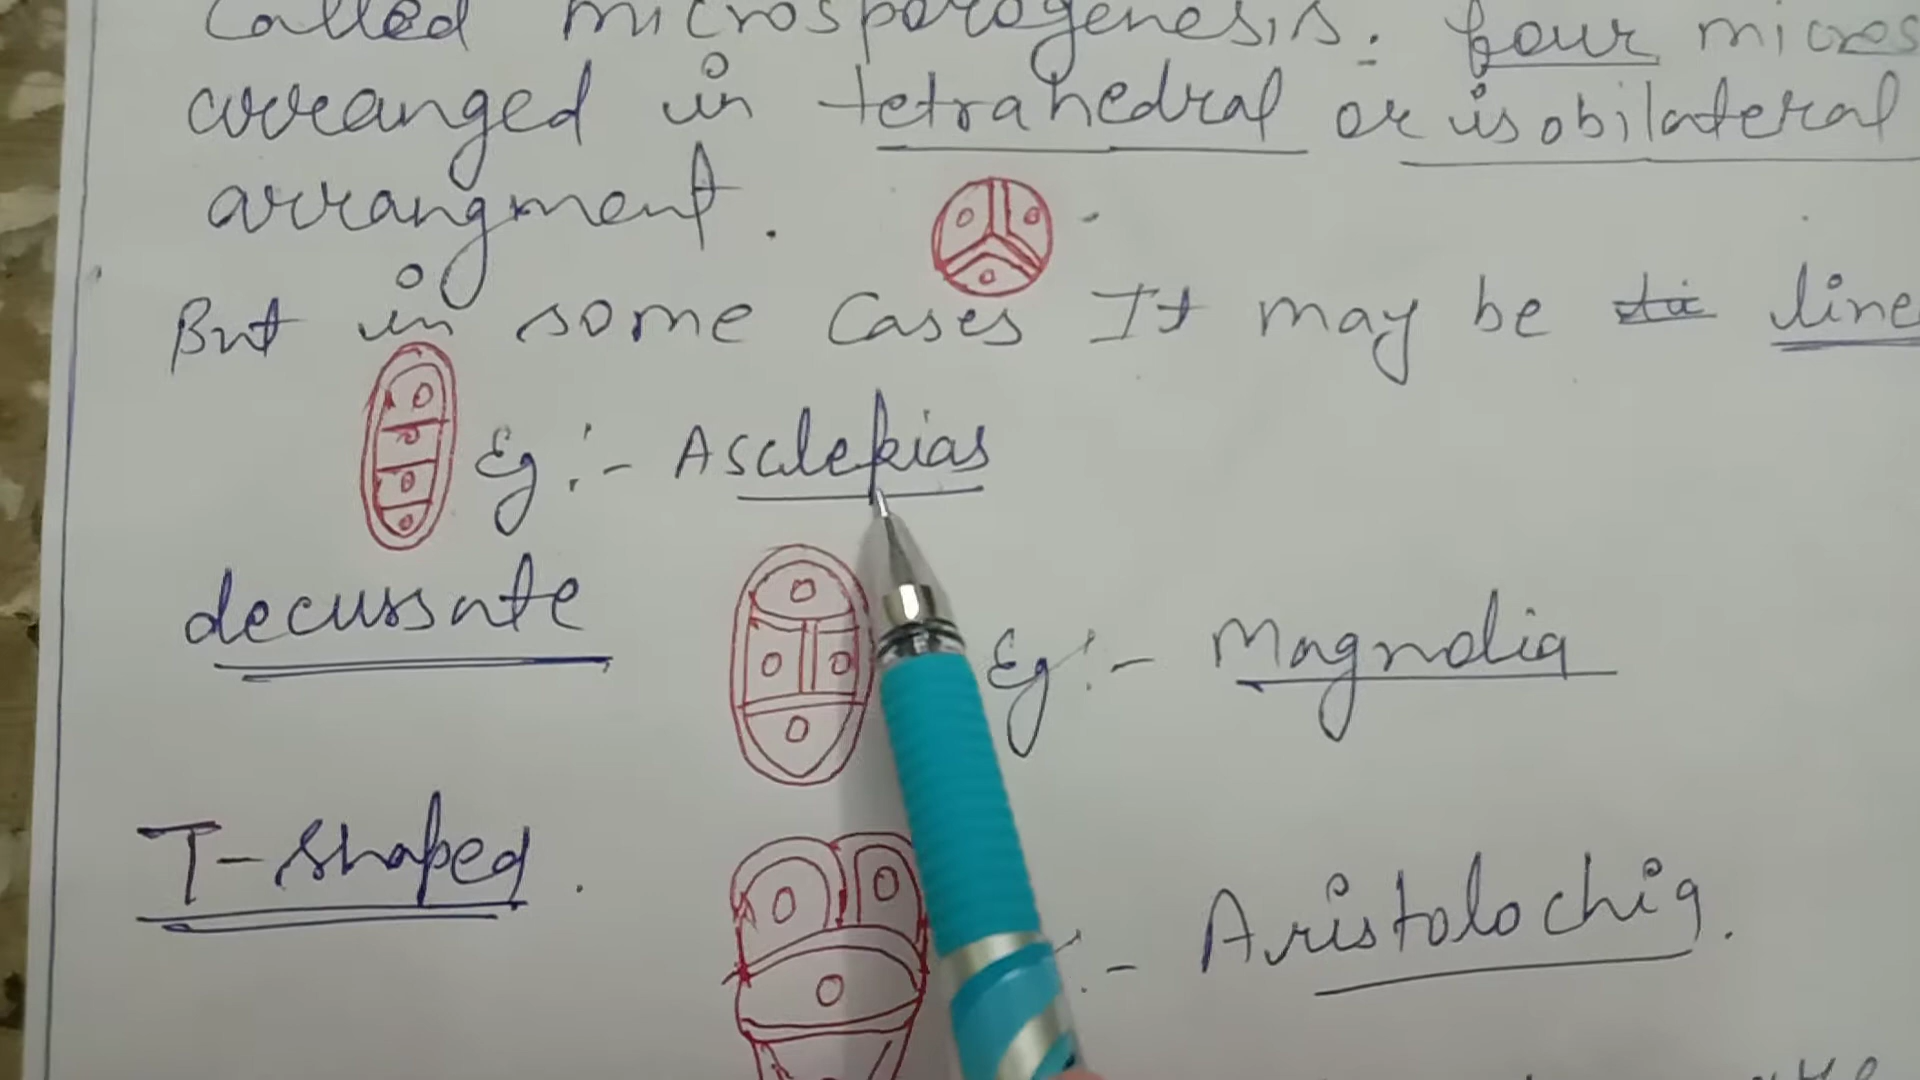 called microsporogenesis. four micros
arranged in tetrahedral or isobilateral
arrangment.
But in some cases It may be line
Eg :- Asclepias
decussate Eg :- Magnolia
T-shaped. :- Aristolochia.